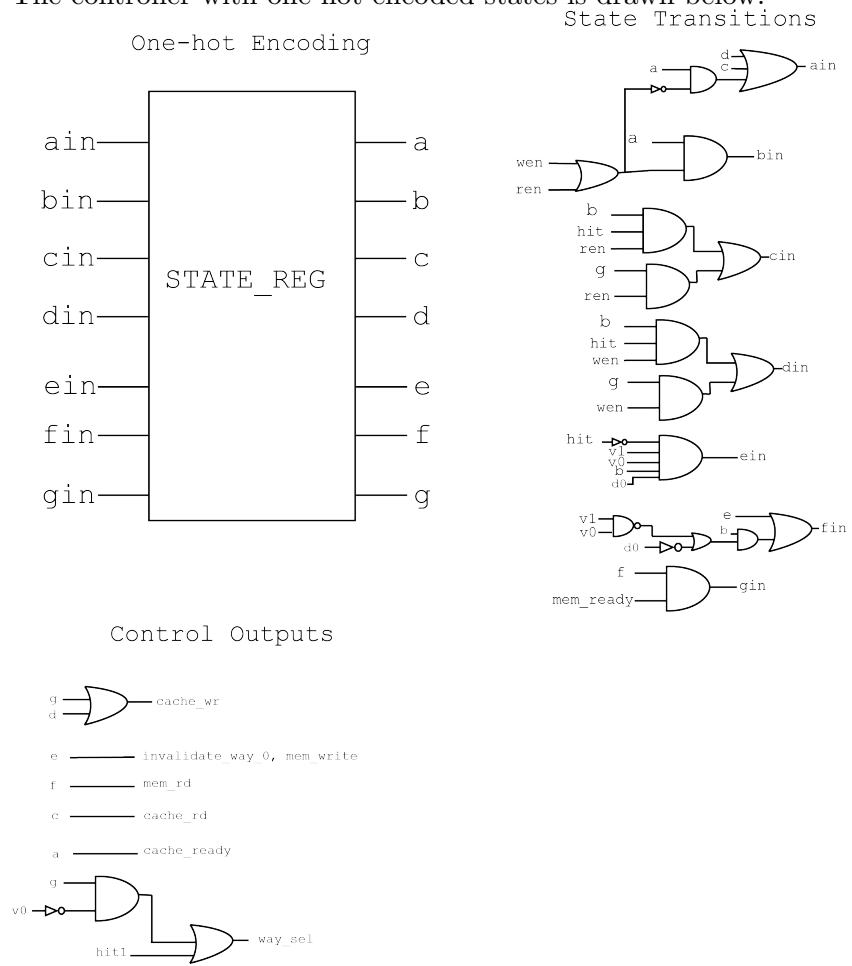 The controller with one-hot encoded states is drawn below.
State Transitions
One-hot Encoding
ain
bin
cin
din
ein
fin
gin
STATE_REG
a
b
c
d
e
f
g
d
c
a
ain
a
wen
ren
bin
b
hit
ren
g
ren
cin
b
hit
wen
g
wen
din
hit
v1
v0
b
d0
ein
v1
v0
d0
e
b
fin
f
mem_ready
gin
Control Outputs
g
d
cache_wr
e invalidate_way_0, mem_write
f mem_rd
c cache_rd
a cache_ready
g
v0
hit1
way_sel